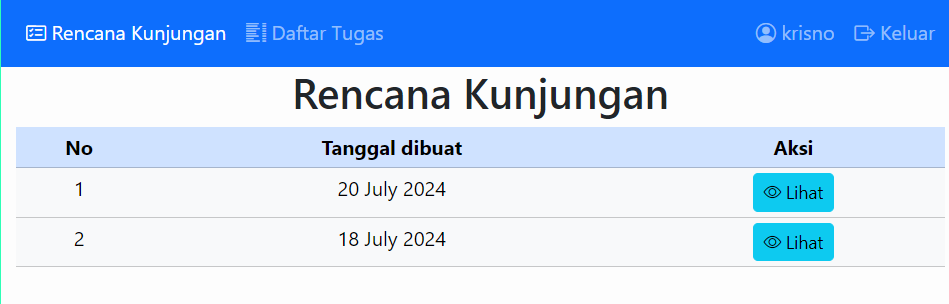 Rencana Kunjungan Daftar Tugas krisno Keluar
Rencana Kunjungan
No Tanggal dibuat Aksi
1 20 July 2024 Lihat
2 18 July 2024 Lihat